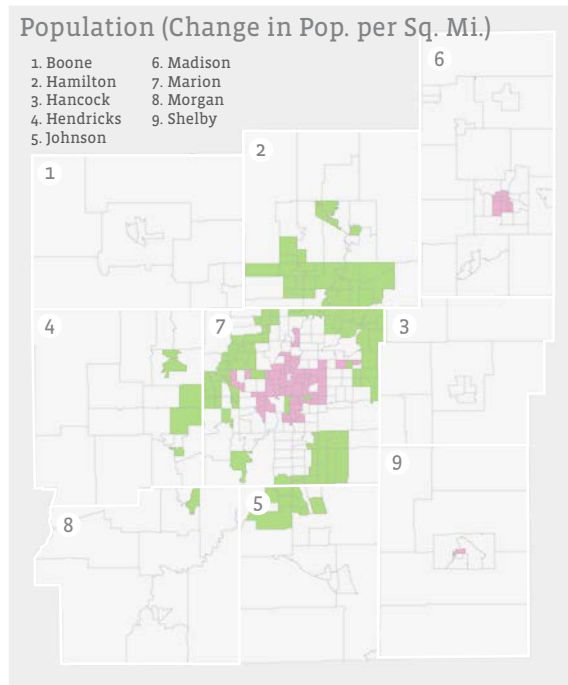 Population (Change in Pop. per Sq. Mi.)
1. Boone
2. Hamilton
3. Hancock
4. Hendricks
5. Johnson
6. Madison
7. Marion
8. Morgan
9. Shelby
6
2
1
4
7
3
9
5
8